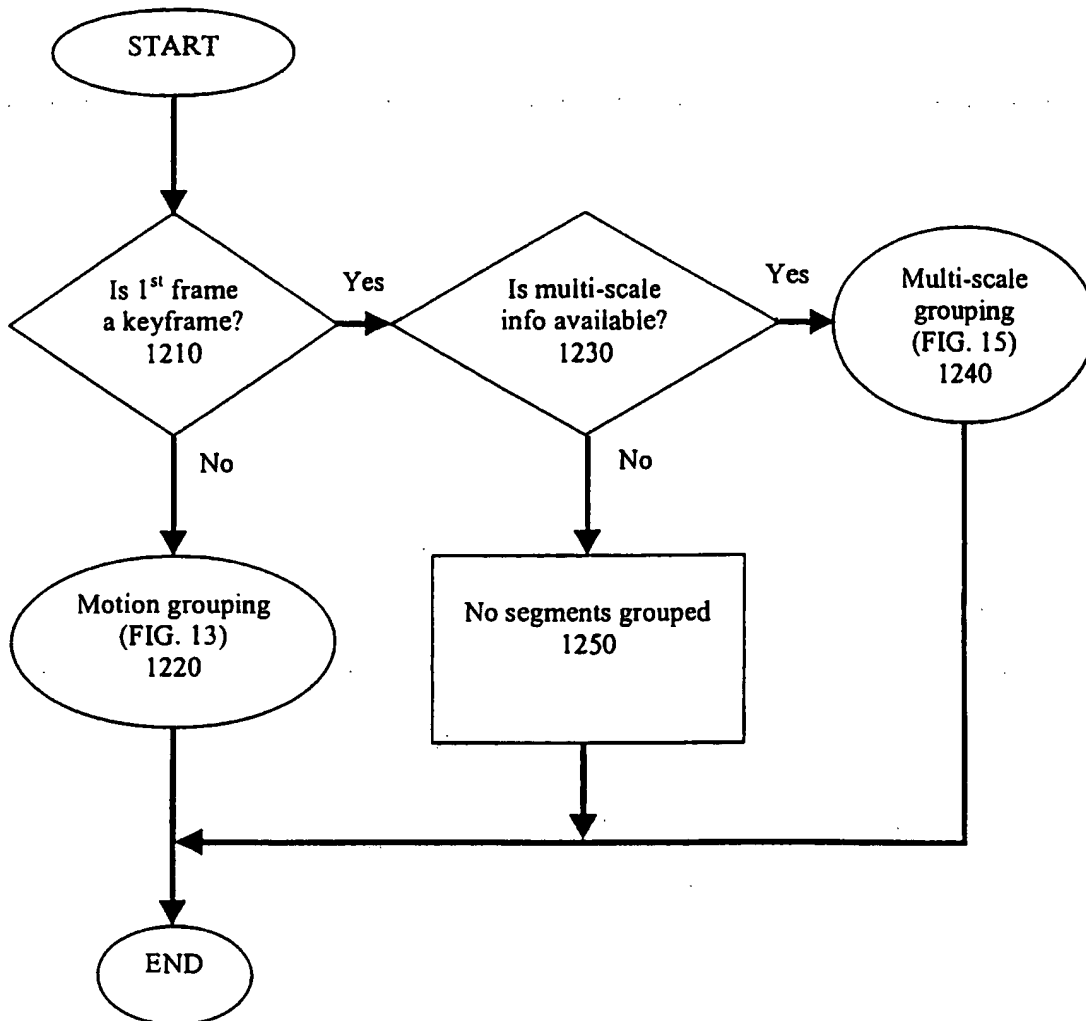 START
Is 1st frame
a keyframe?
1210
Yes
Is multi-scale
info available?
1230
Yes
Multi-scale
grouping
(FIG. 15)
1240
No
No
Motion grouping
(FIG. 13)
1220
No segments grouped
1250
END